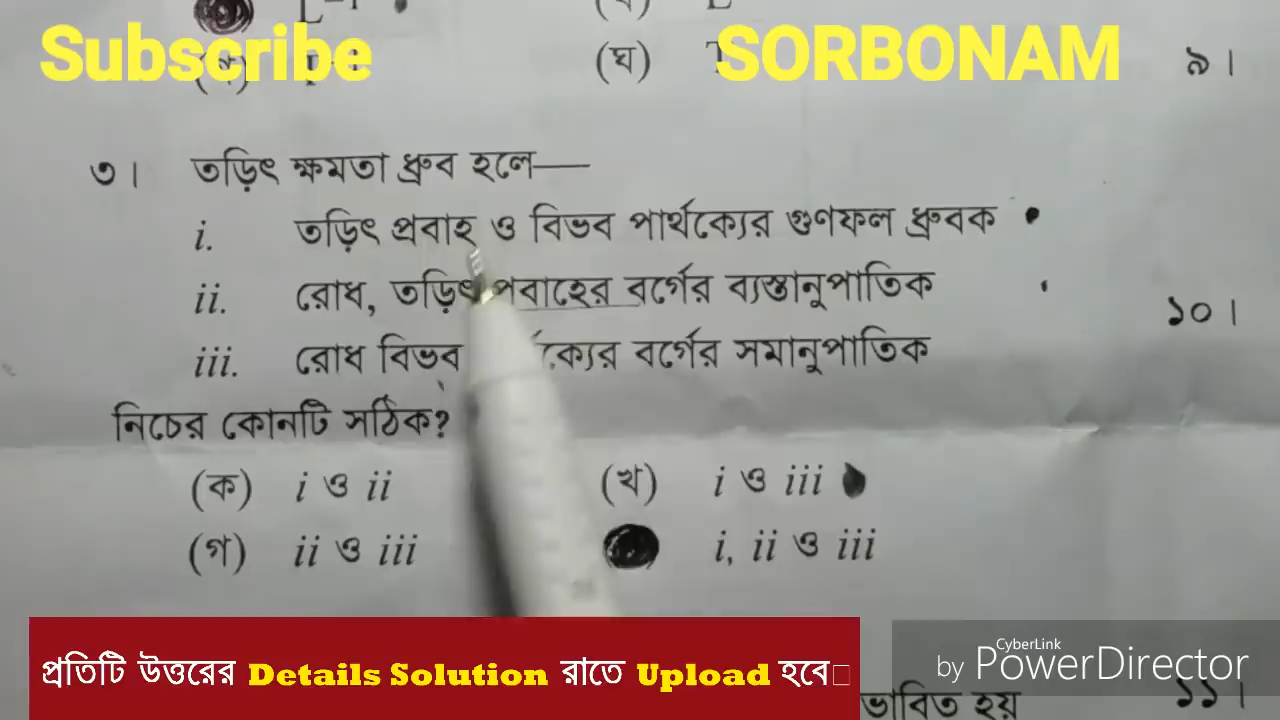 Subscribe SORBONAM
(ঘ) ৯।
৩। তড়িৎ ক্ষমতা ধ্রুব হলে—
i. তড়িৎ প্রবাহ ও বিভব পার্থক্যের গুণফল ধ্রুবক
ii. রোধ, তড়িৎ প্রবাহের বর্গের ব্যস্তানুপাতিক
১০।
iii. রোধ বিভব পার্থক্যের বর্গের সমানুপাতিক
নিচের কোনটি সঠিক?
(ক) i ও ii (খ) i ও iii
(গ) ii ও iii i, ii ও iii
প্রতিটি উত্তরের Details Solution রাতে Upload হবে
by CyberLink PowerDirector
ভাবিত হয় ১১।